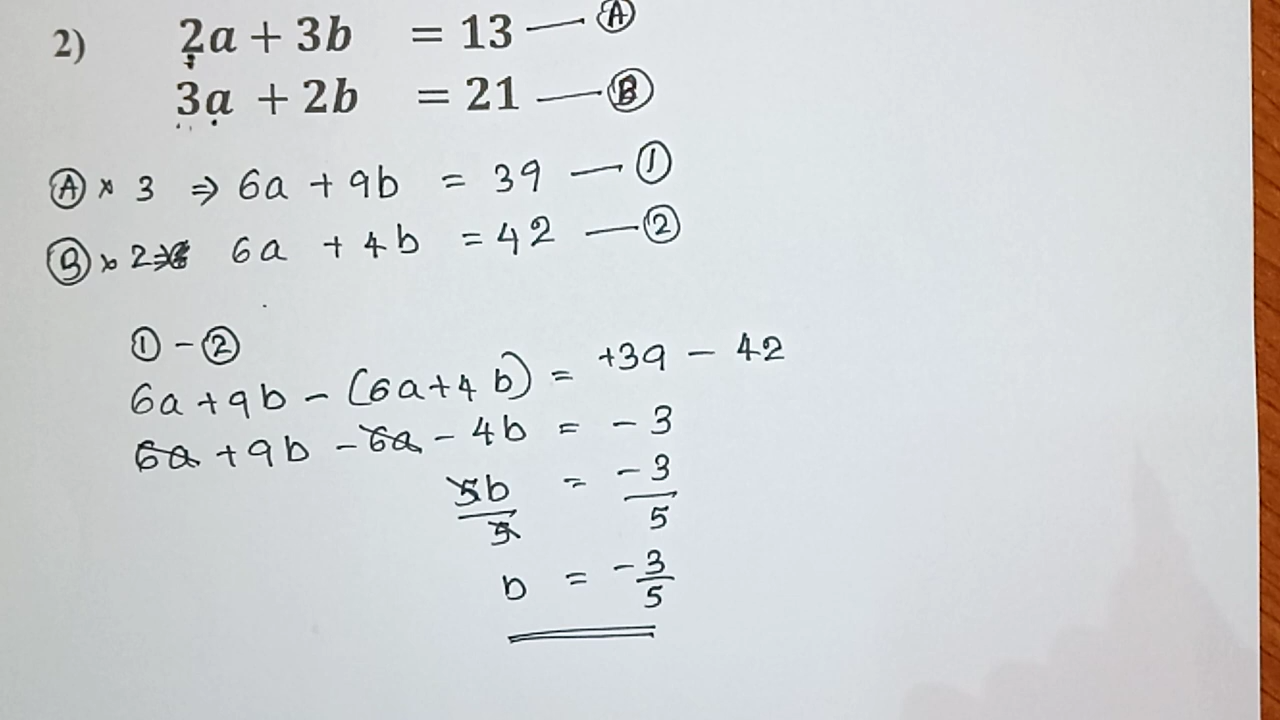 2) 2a + 3b = 13 — Ⓐ
3a + 2b = 21 — Ⓑ
Ⓐ × 3 ⇒ 6a + 9b = 39 — ①
Ⓑ × 2 ⇒ 6a + 4b = 42 — ②
① - ②
6a + 9b - (6a + 4b) = +39 - 42
6a + 9b - 6a - 4b = - 3
5b/5 = -3/5
b = -3/5